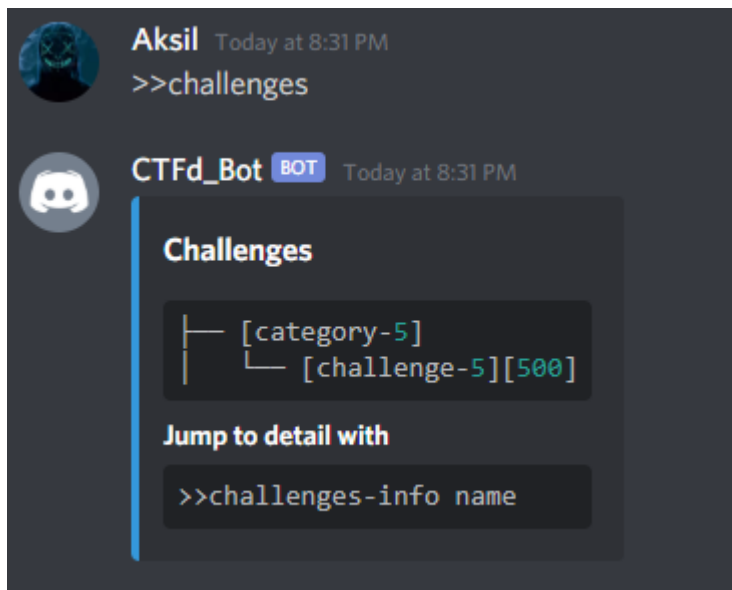 Aksil Today at 8:31 PM
>>challenges
CTFd_Bot BOT Today at 8:31 PM
Challenges
├── [category-5]
│   └── [challenge-5][500]
Jump to detail with
>>challenges-info name